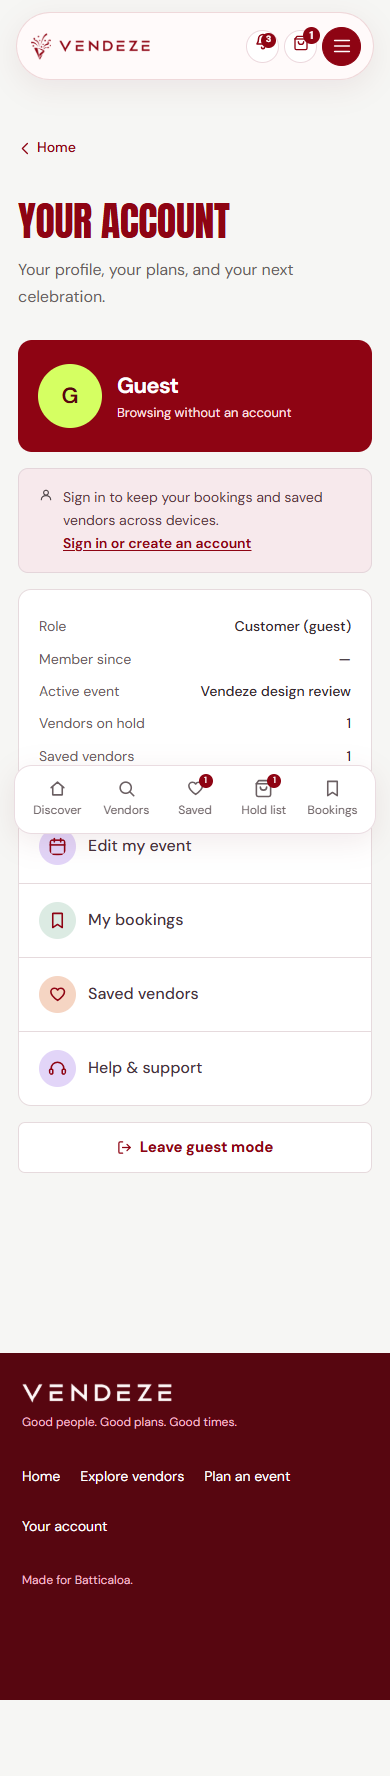 VENDEZE
3
1
Home
YOUR ACCOUNT
Your profile, your plans, and your next
celebration.
G
Guest
Browsing without an account
Sign in to keep your bookings and saved
vendors across devices.
Sign in or create an account
Role Customer (guest)
Member since —
Active event Vendeze design review
Vendors on hold 1
Saved vendors 1
1
1
Discover Vendors Saved Hold list Bookings
Edit my event
My bookings
Saved vendors
Help & support
Leave guest mode
VENDEZE
Good people. Good plans. Good times.
Home Explore vendors Plan an event
Your account
Made for Batticaloa.